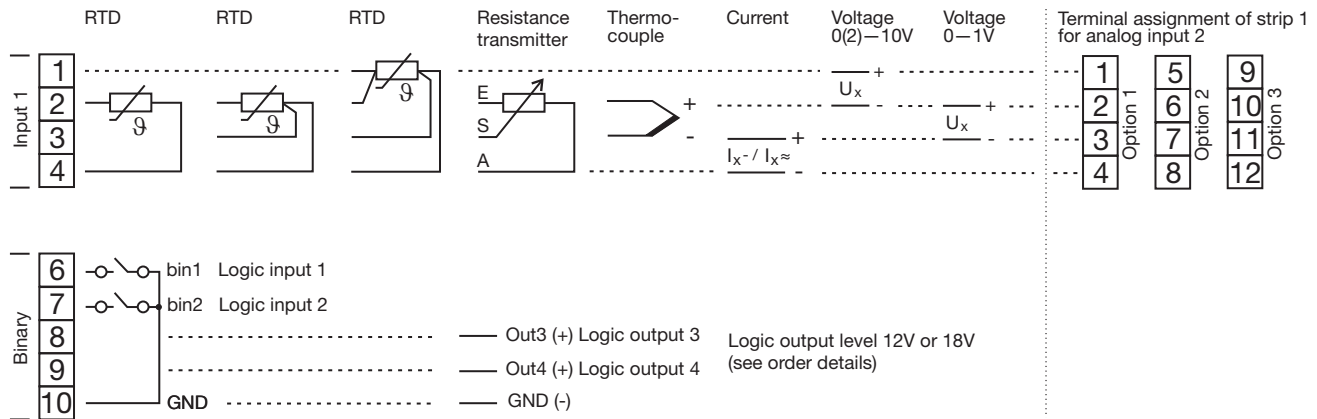 RTD RTD RTD Resistance transmitter Thermo-couple Current Voltage 0(2)—10V Voltage 0—1V Terminal assignment of strip 1 for analog input 2
Input 1
1
2
3
4
ϑ
ϑ
ϑ
E
S
A
+
-
+
Ix- / Ix≈
-
+
Ux
-
+
Ux
-
1
2
3
4
Option 1
5
6
7
8
Option 2
9
10
11
12
Option 3
Binary
6 bin1 Logic input 1
7 bin2 Logic input 2
8 Out3 (+) Logic output 3
9 Out4 (+) Logic output 4
10 GND GND (-)
Logic output level 12V or 18V
(see order details)